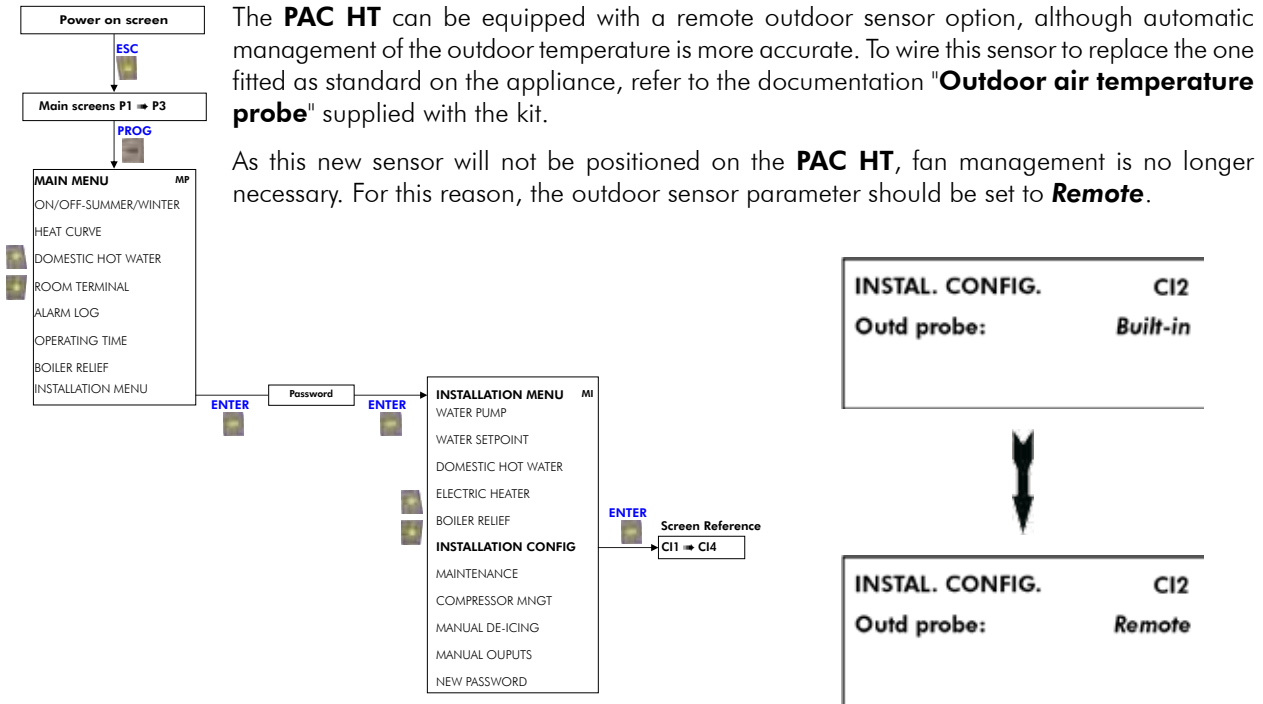 Power on screen
ESC
Main screens P1 ➠ P3
PROG
The PAC HT can be equipped with a remote outdoor sensor option, although automatic
management of the outdoor temperature is more accurate. To wire this sensor to replace the one
fitted as standard on the appliance, refer to the documentation "Outdoor air temperature
probe" supplied with the kit.
As this new sensor will not be positioned on the PAC HT, fan management is no longer
necessary. For this reason, the outdoor sensor parameter should be set to Remote.
MAIN MENU MP
ON/OFF-SUMMER/WINTER
HEAT CURVE
DOMESTIC HOT WATER
ROOM TERMINAL
ALARM LOG
OPERATING TIME
BOILER RELIEF
INSTALLATION MENU
ENTER
Password
ENTER
INSTALLATION MENU MI
WATER PUMP
WATER SETPOINT
DOMESTIC HOT WATER
ELECTRIC HEATER
BOILER RELIEF
INSTALLATION CONFIG
MAINTENANCE
COMPRESSOR MNGT
MANUAL DE-ICING
MANUAL OUPUTS
NEW PASSWORD
ENTER
Screen Reference
CI1 ➠ CI4
INSTAL. CONFIG. CI2
Outd probe: Built-in
INSTAL. CONFIG. CI2
Outd probe: Remote